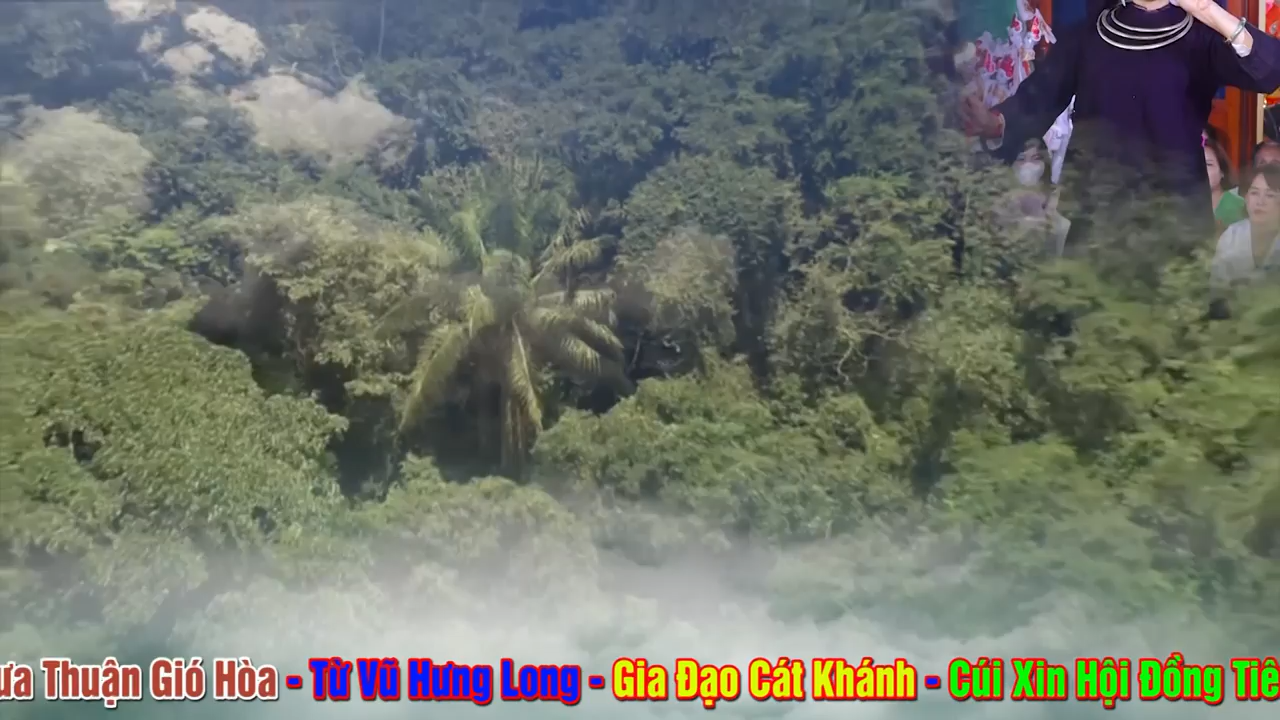 ưa Thuận Gió Hòa - Từ Vũ Hưng Long - Gia Đạo Cát Khánh - Cúi Xin Hội Đồng Tiê